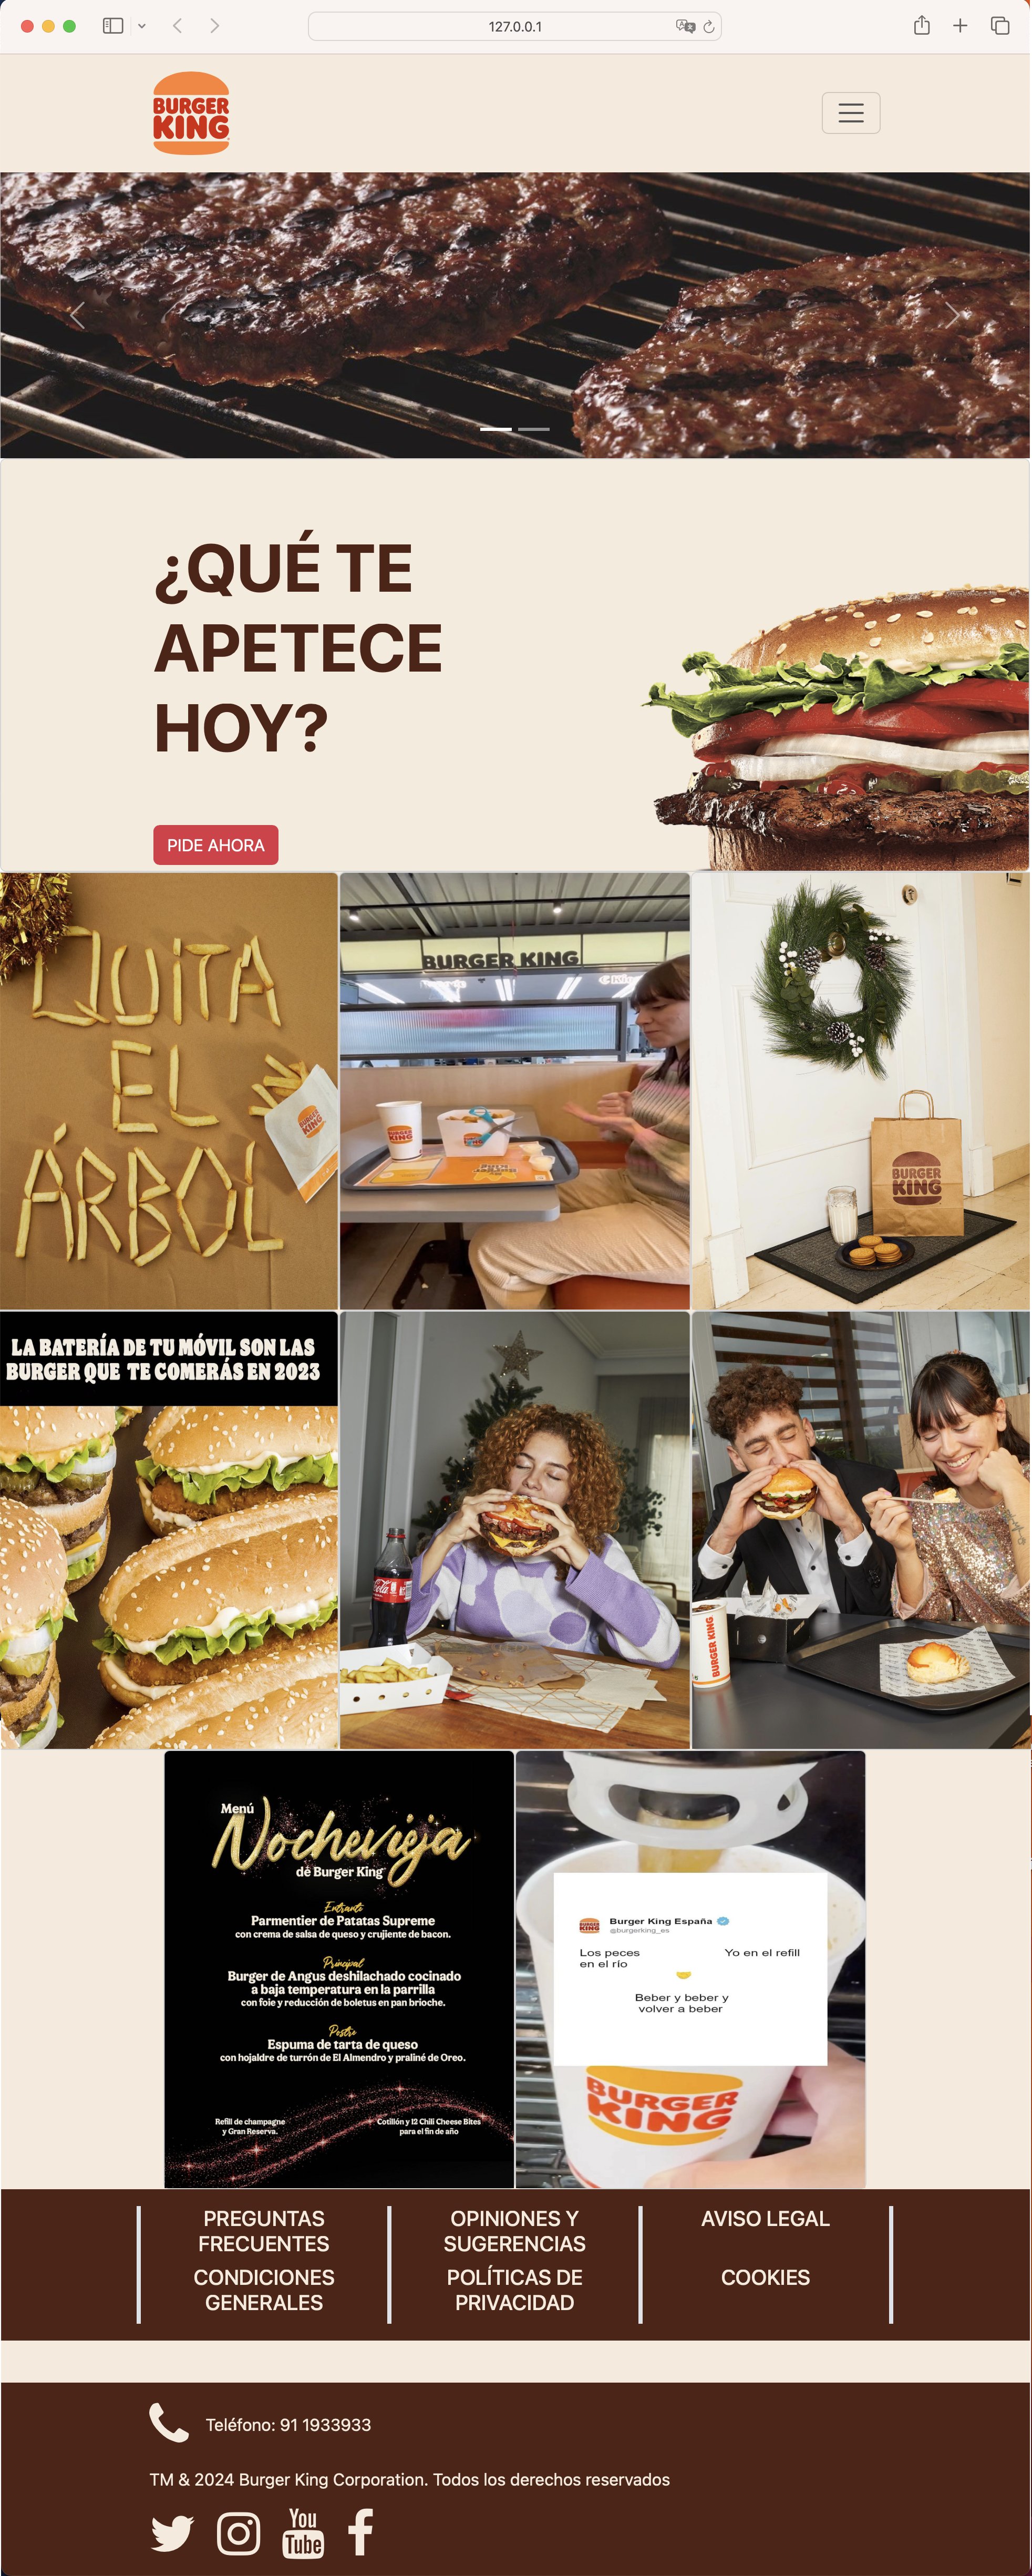 127.0.0.1
BURGER
KING
¿QUÉ TE
APETECE
HOY?
PIDE AHORA
QUITA
EL
ÁRBOL
BURGER KING
BURGER
KING
BURGER
KING
LA BATERÍA DE TU MÓVIL SON LAS
BURGER QUE TE COMERÁS EN 2023
BURGER KING
Menú
Nochevieja
de Burger King
Entrante
Parmentier de Patatas Supreme
con crema de salsa de queso y crujiente de bacon.
Principal
Burger de Angus deshilachado cocinado
a baja temperatura en la parrilla
con foie y reducción de boletus en pan brioche.
Postre
Espuma de tarta de queso
con hojaldre de turrón de El Almendro y praliné de Oreo.
Refill de champagne
y Gran Reserva.
Cotillón y 12 Chili Cheese Bites
para el fin de año
Burger King España
@burgerking_es
Los peces
en el río
Yo en el refill
Beber y beber y
volver a beber
BURGER
KING
PREGUNTAS
FRECUENTES
OPINIONES Y
SUGERENCIAS
AVISO LEGAL
CONDICIONES
GENERALES
POLÍTICAS DE
PRIVACIDAD
COOKIES
Teléfono: 91 1933933
TM & 2024 Burger King Corporation. Todos los derechos reservados
You
Tube